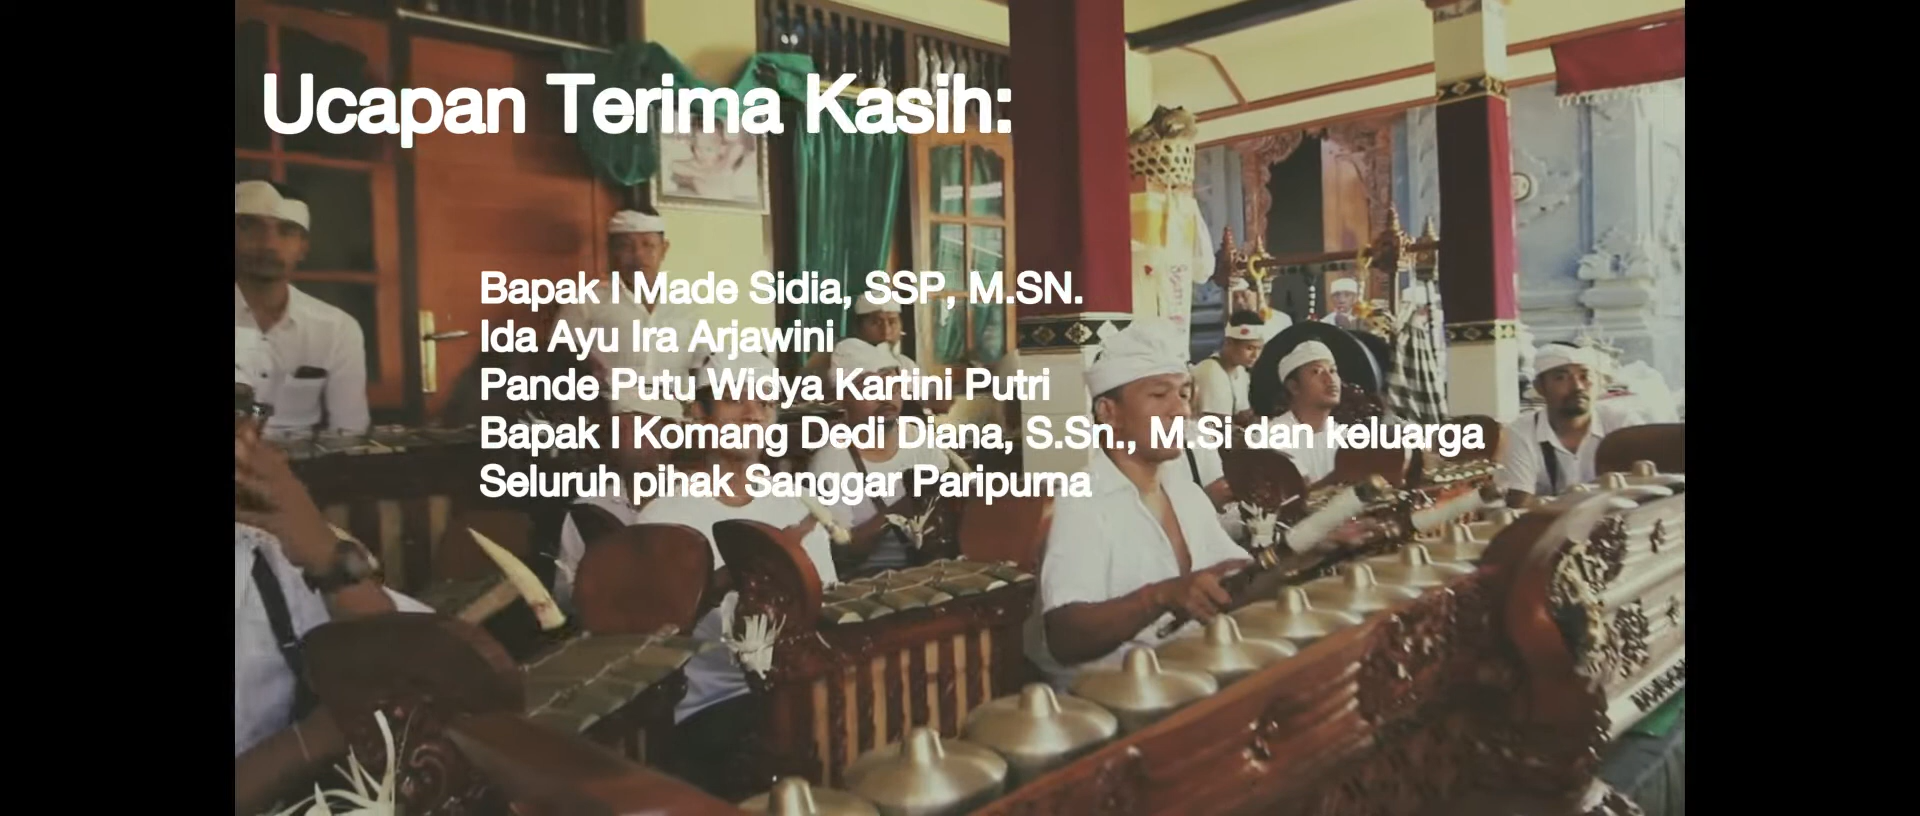 Ucapan Terima Kasih:
Bapak I Made Sidia, SSP, M.SN.
Ida Ayu Ira Arjawini
Pande Putu Widya Kartini Putri
Bapak I Komang Dedi Diana, S.Sn., M.Si dan keluarga
Seluruh pihak Sanggar Paripurna